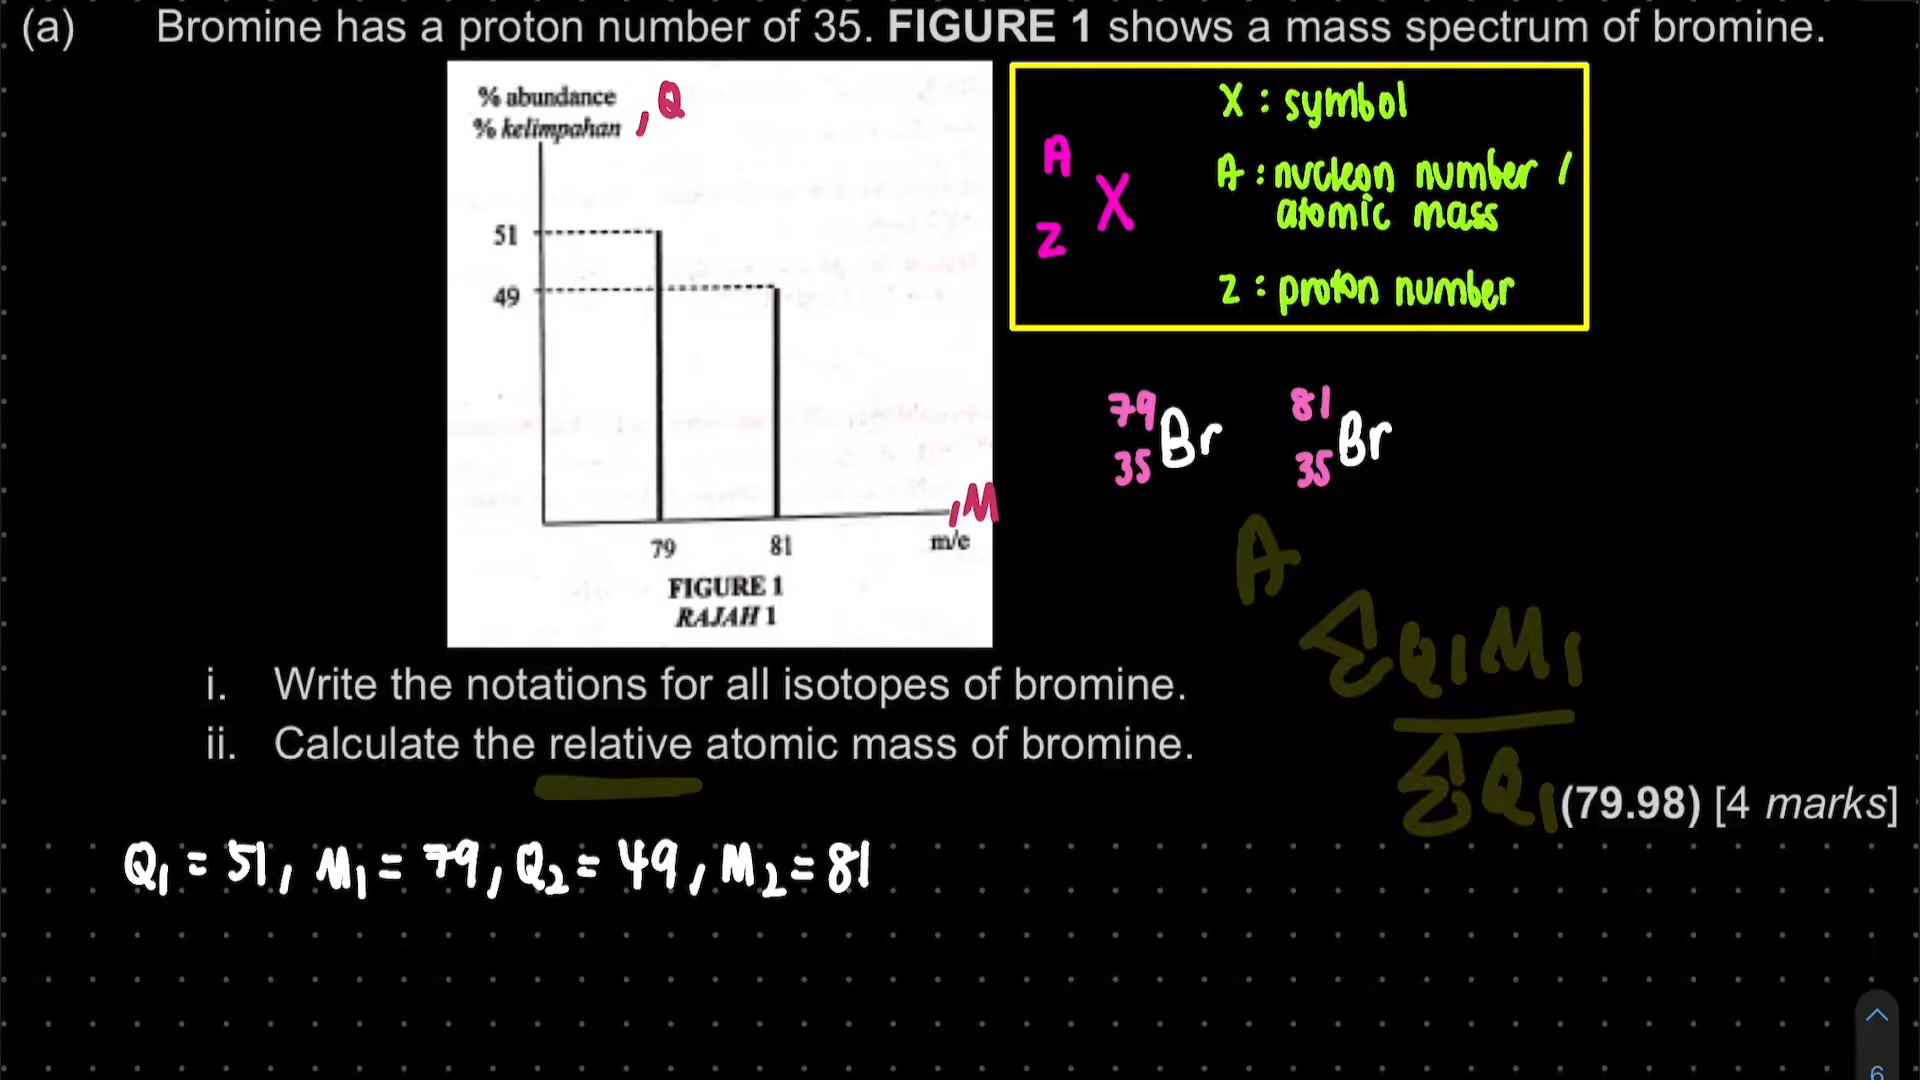 (a) Bromine has a proton number of 35. FIGURE 1 shows a mass spectrum of bromine.
% abundance
% kelimpahan , Q
51
49
79 81 m/e , M
FIGURE 1
RAJAH 1
X : symbol
A : nucleon number /
atomic mass
Z : proton number
A
Z X
79
35 Br
81
35 Br
A
Σ Q₁M₁
Σ Q₁
i. Write the notations for all isotopes of bromine.
ii. Calculate the relative atomic mass of bromine.
(79.98) [4 marks]
Q₁ = 51, M₁ = 79, Q₂ = 49, M₂ = 81
6